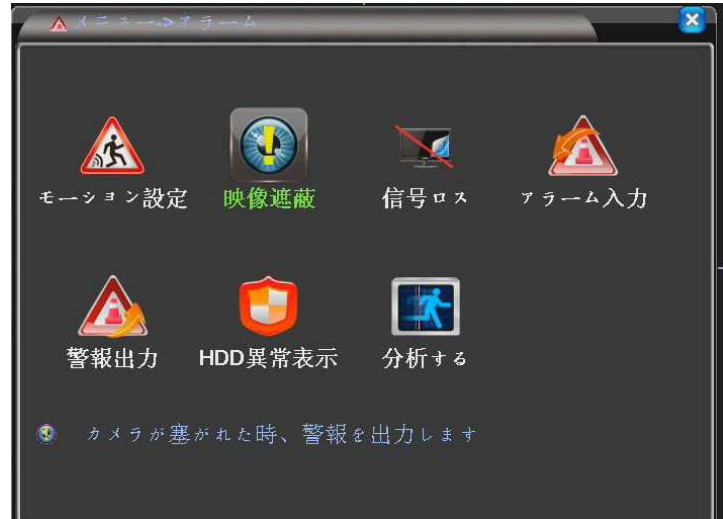 メニュー->アラーム
モーション設定 映像遮蔽 信号ロス アラーム入力
警報出力 HDD異常表示 分析する
カメラが塞がれた時、警報を出力します